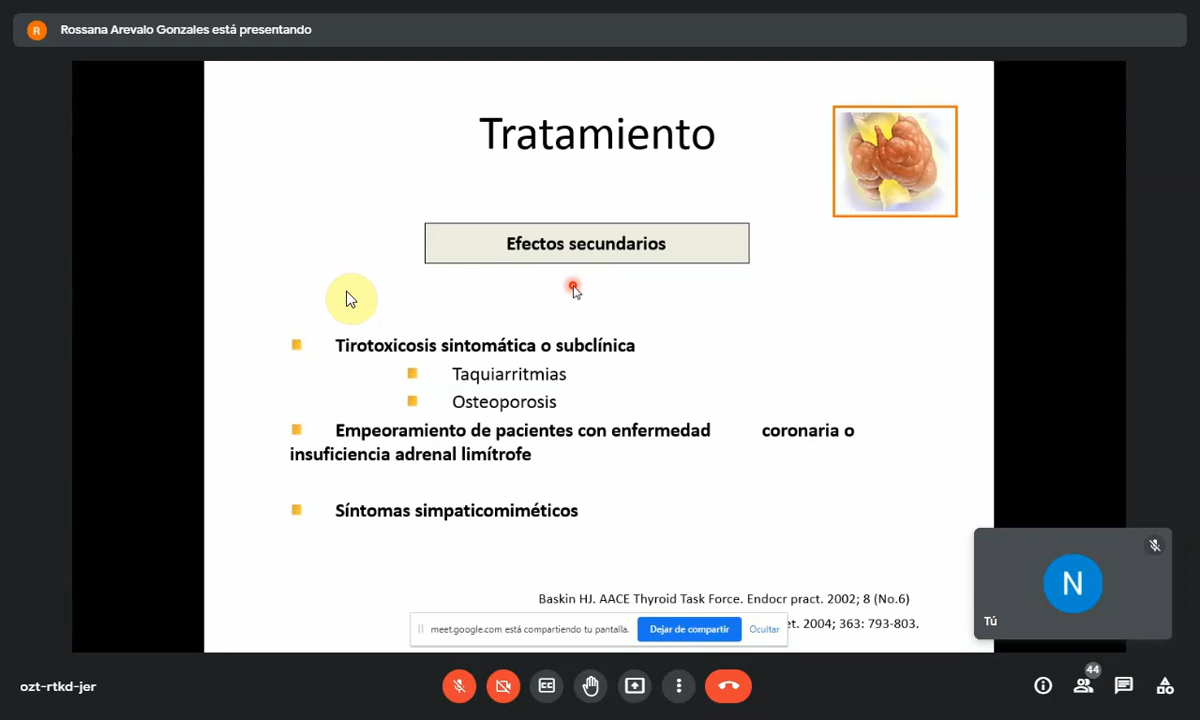 R Rossana Arevalo Gonzales está presentando
Tratamiento
Efectos secundarios
Tirotoxicosis sintomática o subclínica
Taquiarritmias
Osteoporosis
Empeoramiento de pacientes con enfermedad coronaria o
insuficiencia adrenal limítrofe
Síntomas simpaticomiméticos
Baskin HJ. AACE Thyroid Task Force. Endocr pract. 2002; 8 (No.6)
et. 2004; 363: 793-803.
meet.google.com está compartiendo tu pantalla. Dejar de compartir Ocultar
N
Tú
ozt-rtkd-jer
44